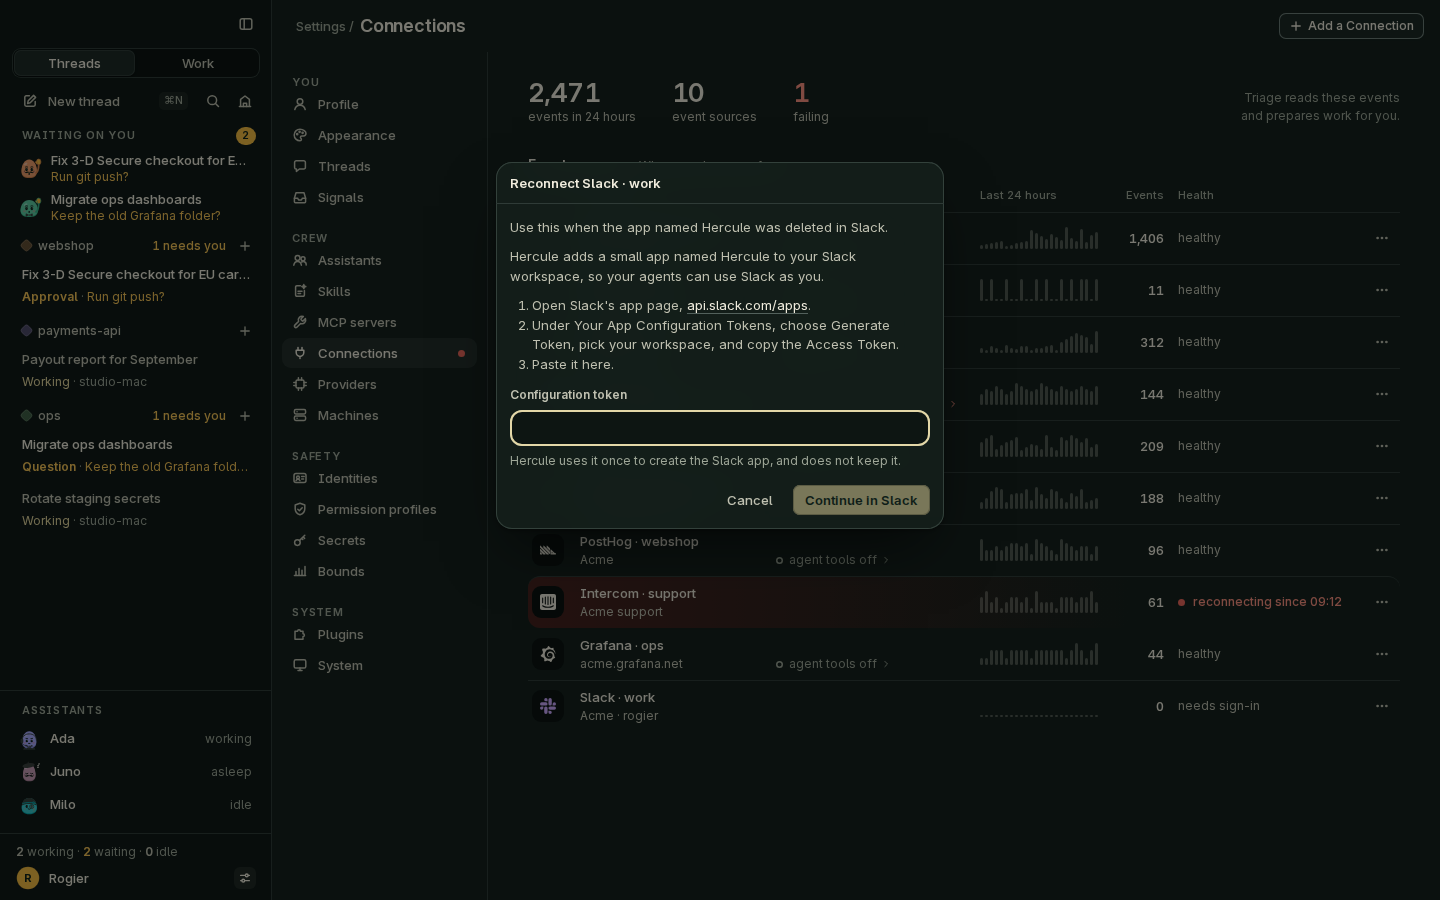 Settings / Connections
Add a Connection
Threads
Work
New thread
⌘N
WAITING ON YOU
2
Fix 3-D Secure checkout for E...
Run git push?
Migrate ops dashboards
Keep the old Grafana folder?
webshop
1 needs you
Fix 3-D Secure checkout for EU car...
Approval · Run git push?
payments-api
Payout report for September
Working · studio-mac
ops
1 needs you
Migrate ops dashboards
Question · Keep the old Grafana fold...
Rotate staging secrets
Working · studio-mac
ASSISTANTS
Ada
working
Juno
asleep
Milo
idle
2 working · 2 waiting · 0 idle
R
Rogier
YOU
Profile
Appearance
Threads
Signals
CREW
Assistants
Skills
MCP servers
Connections
Providers
Machines
SAFETY
Identities
Permission profiles
Secrets
Bounds
SYSTEM
Plugins
System
2,471
events in 24 hours
10
event sources
1
failing
Triage reads these events
and prepares work for you.
Last 24 hours
Events
Health
1,406
healthy
11
healthy
312
healthy
144
healthy
209
healthy
188
healthy
Reconnect Slack · work
Use this when the app named Hercule was deleted in Slack.
Hercule adds a small app named Hercule to your Slack
workspace, so your agents can use Slack as you.
1. Open Slack's app page, api.slack.com/apps.
2. Under Your App Configuration Tokens, choose Generate
Token, pick your workspace, and copy the Access Token.
3. Paste it here.
Configuration token
Hercule uses it once to create the Slack app, and does not keep it.
Cancel
Continue in Slack
PostHog · webshop
Acme
agent tools off
96
healthy
Intercom · support
Acme support
61
reconnecting since 09:12
Grafana · ops
acme.grafana.net
agent tools off
44
healthy
Slack · work
Acme · rogier
0
needs sign-in